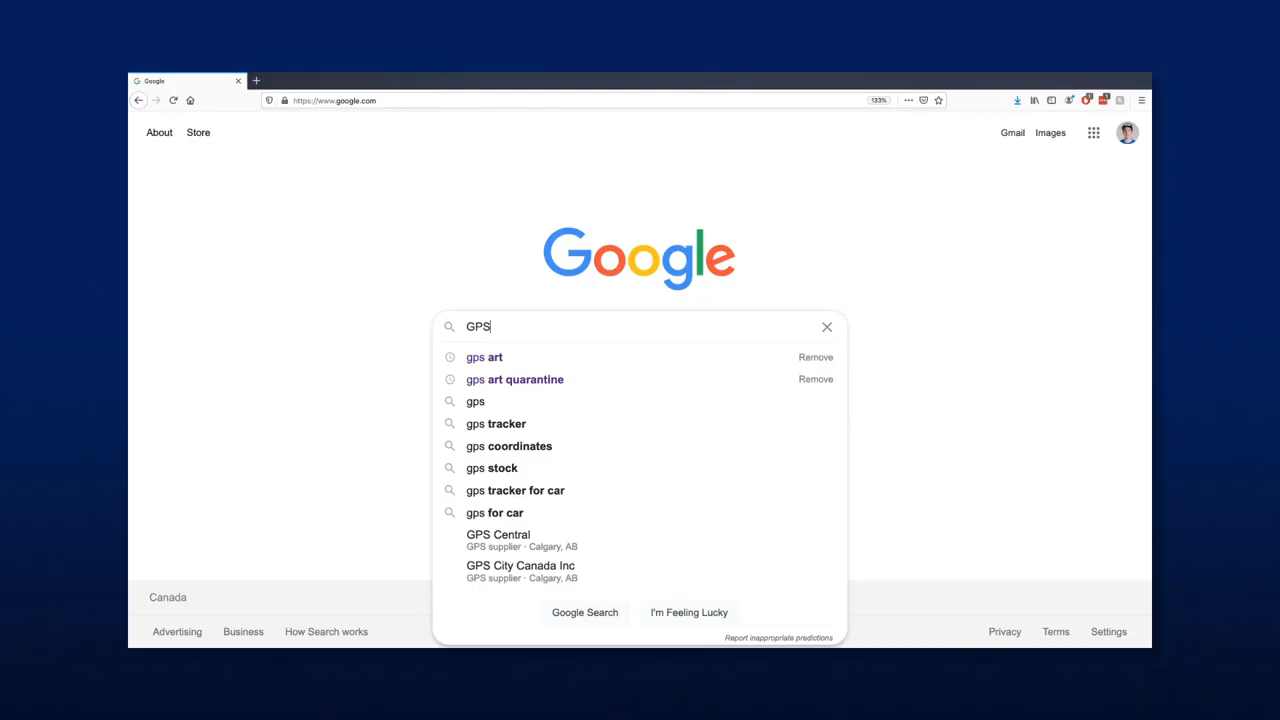 Google
https://www.google.com
133%
About Store
Gmail Images
Google
GPS
gps art Remove
gps art quarantine Remove
gps
gps tracker
gps coordinates
gps stock
gps tracker for car
gps for car
GPS Central
GPS supplier · Calgary, AB
GPS City Canada Inc
GPS supplier · Calgary, AB
Google Search I'm Feeling Lucky
Report inappropriate predictions
Canada
Advertising Business How Search works
Privacy Terms Settings